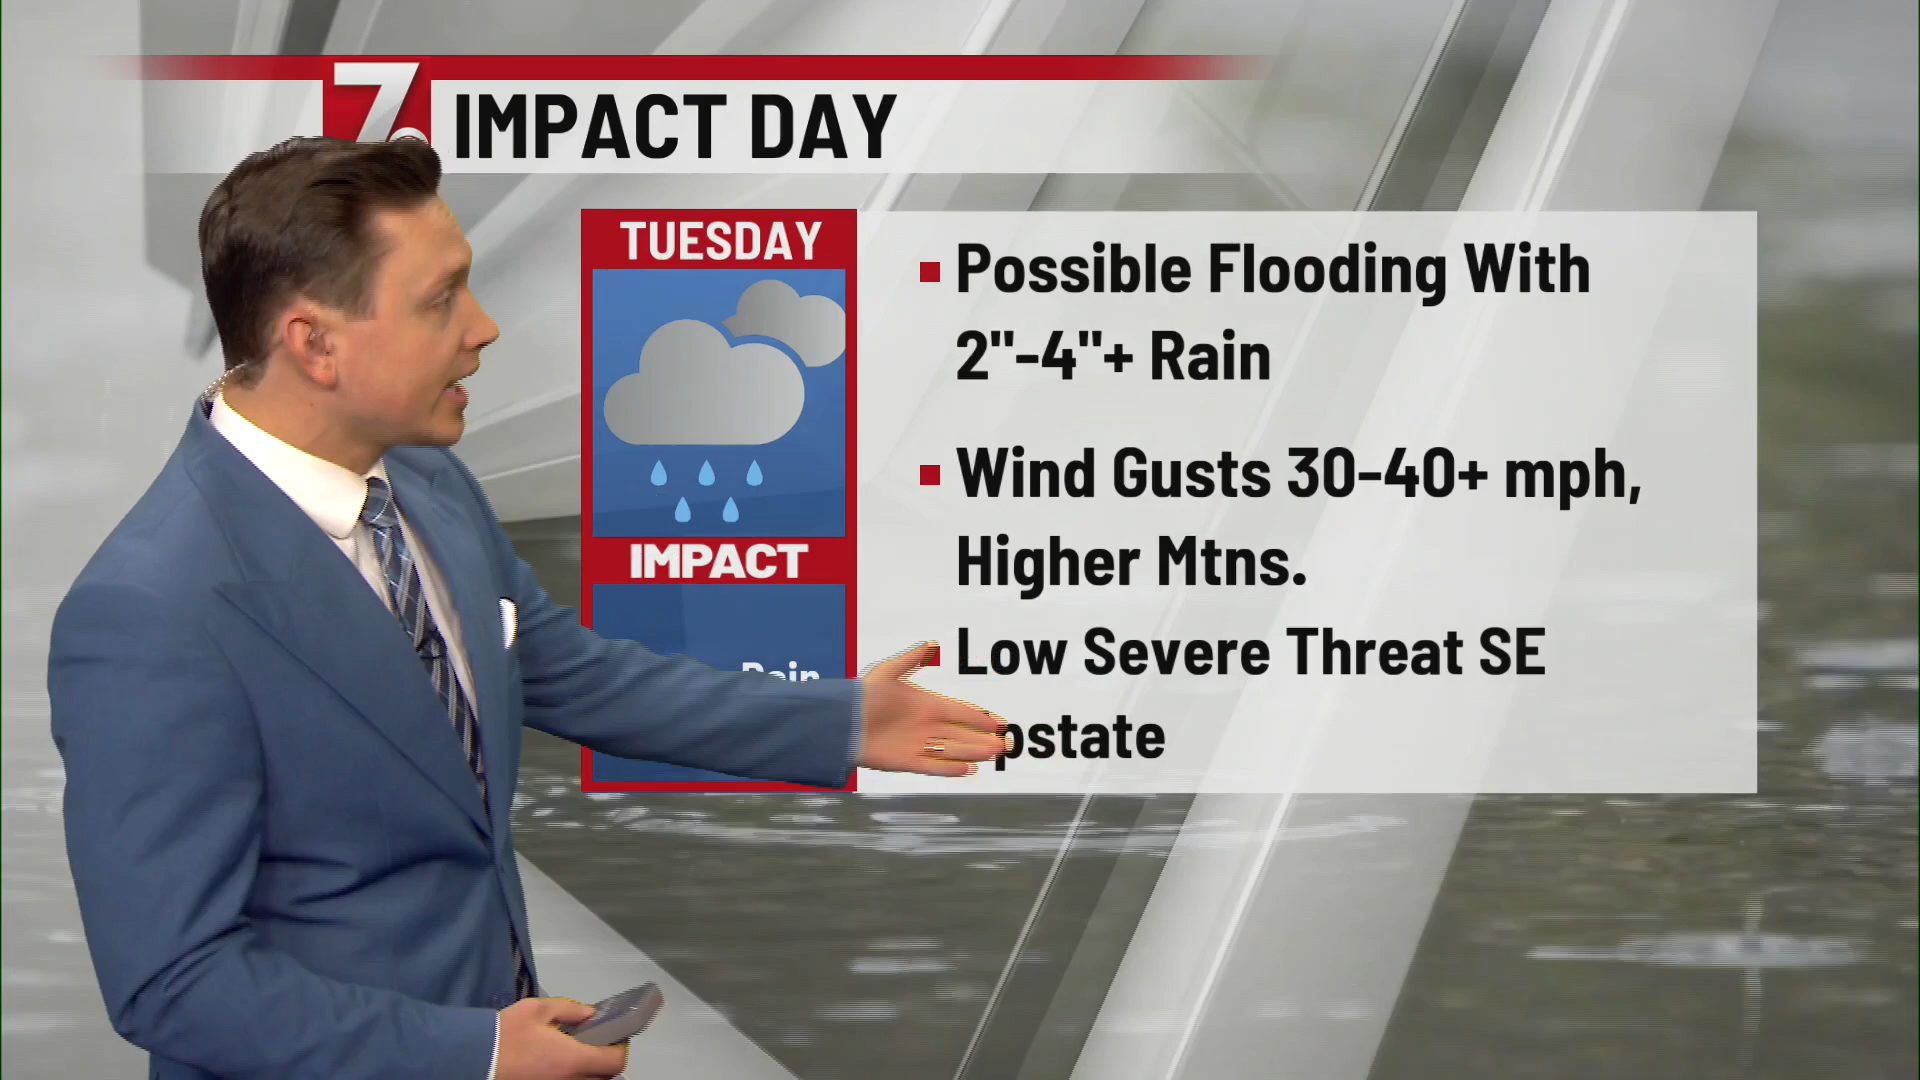 7
IMPACT DAY
TUESDAY
IMPACT
Rain
Possible Flooding With
2"-4"+ Rain
Wind Gusts 30-40+ mph,
Higher Mtns.
Low Severe Threat SE
pstate